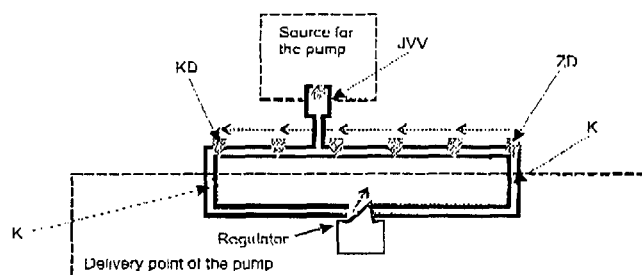 Source for
the pump
JVV
KD
ZD
K
K
Regulator
Delivery point of the pump